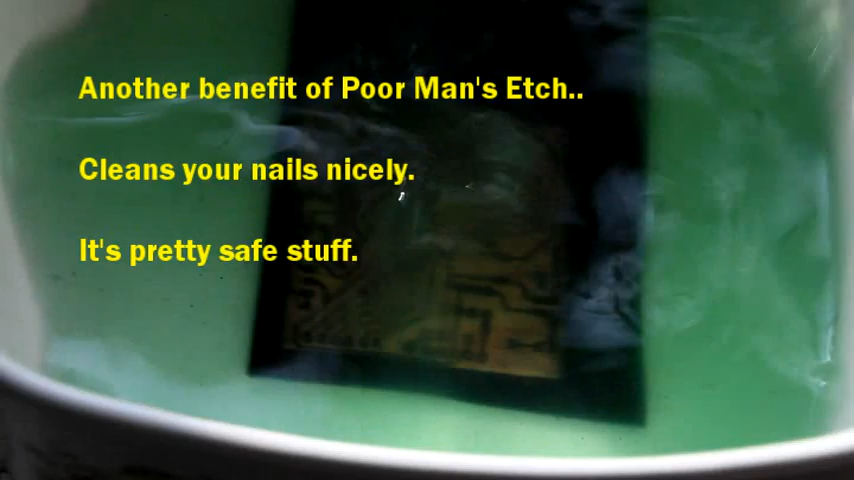 Another benefit of Poor Man's Etch..
Cleans your nails nicely.
It's pretty safe stuff.